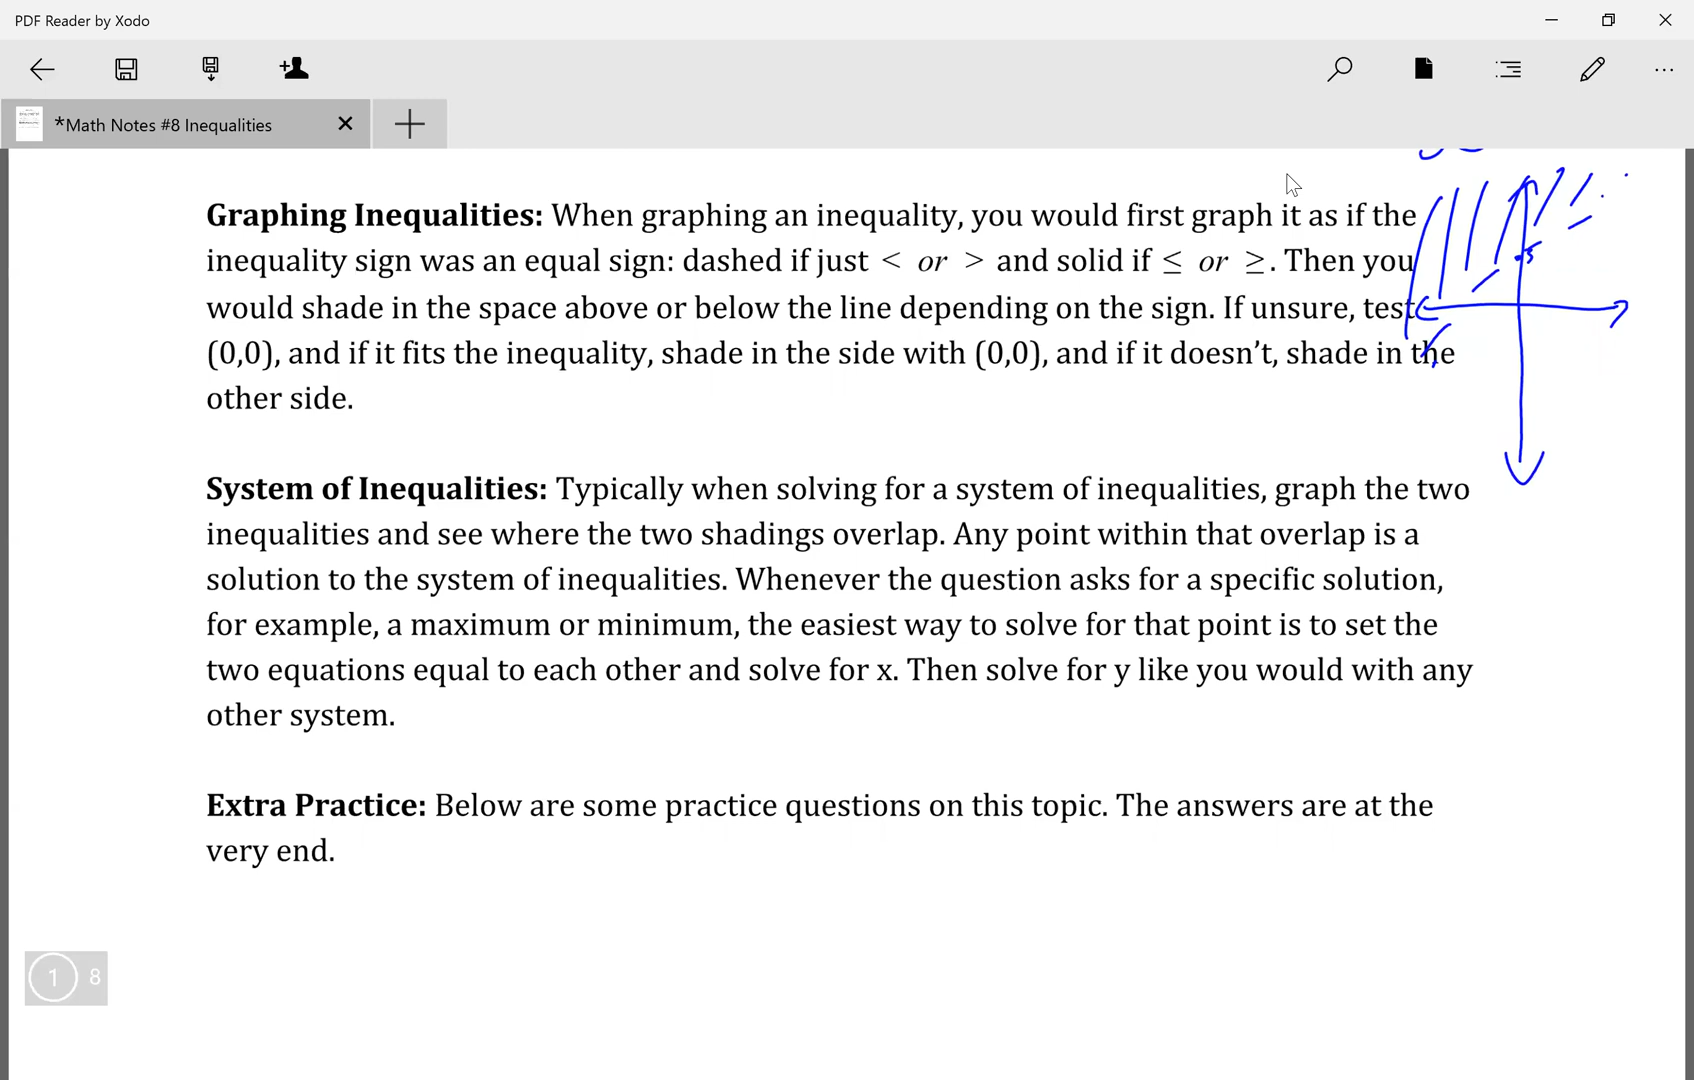 PDF Reader by Xodo
*Math Notes #8 Inequalities
Graphing Inequalities: When graphing an inequality, you would first graph it as if the
inequality sign was an equal sign: dashed if just < or > and solid if ≤ or ≥. Then you
would shade in the space above or below the line depending on the sign. If unsure, test
(0,0), and if it fits the inequality, shade in the side with (0,0), and if it doesn’t, shade in the
other side.
System of Inequalities: Typically when solving for a system of inequalities, graph the two
inequalities and see where the two shadings overlap. Any point within that overlap is a
solution to the system of inequalities. Whenever the question asks for a specific solution,
for example, a maximum or minimum, the easiest way to solve for that point is to set the
two equations equal to each other and solve for x. Then solve for y like you would with any
other system.
Extra Practice: Below are some practice questions on this topic. The answers are at the
very end.
1 8